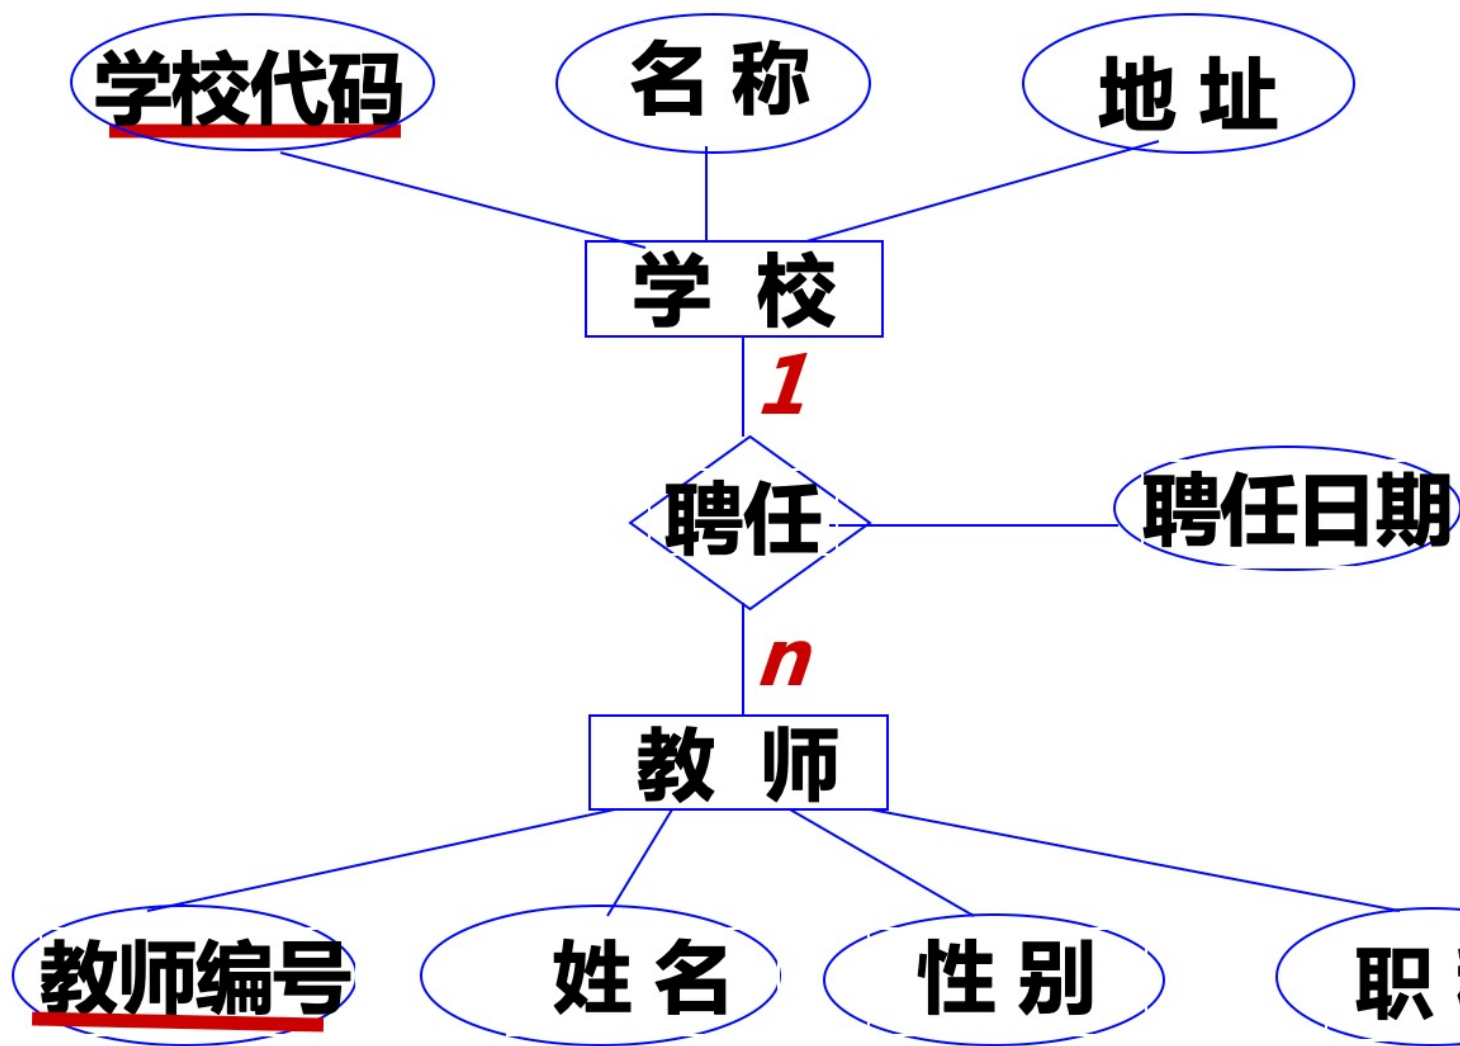 学校代码 名称 地址
学校
1
聘任 聘任日期
n
教师
教师编号 姓名 性别 职